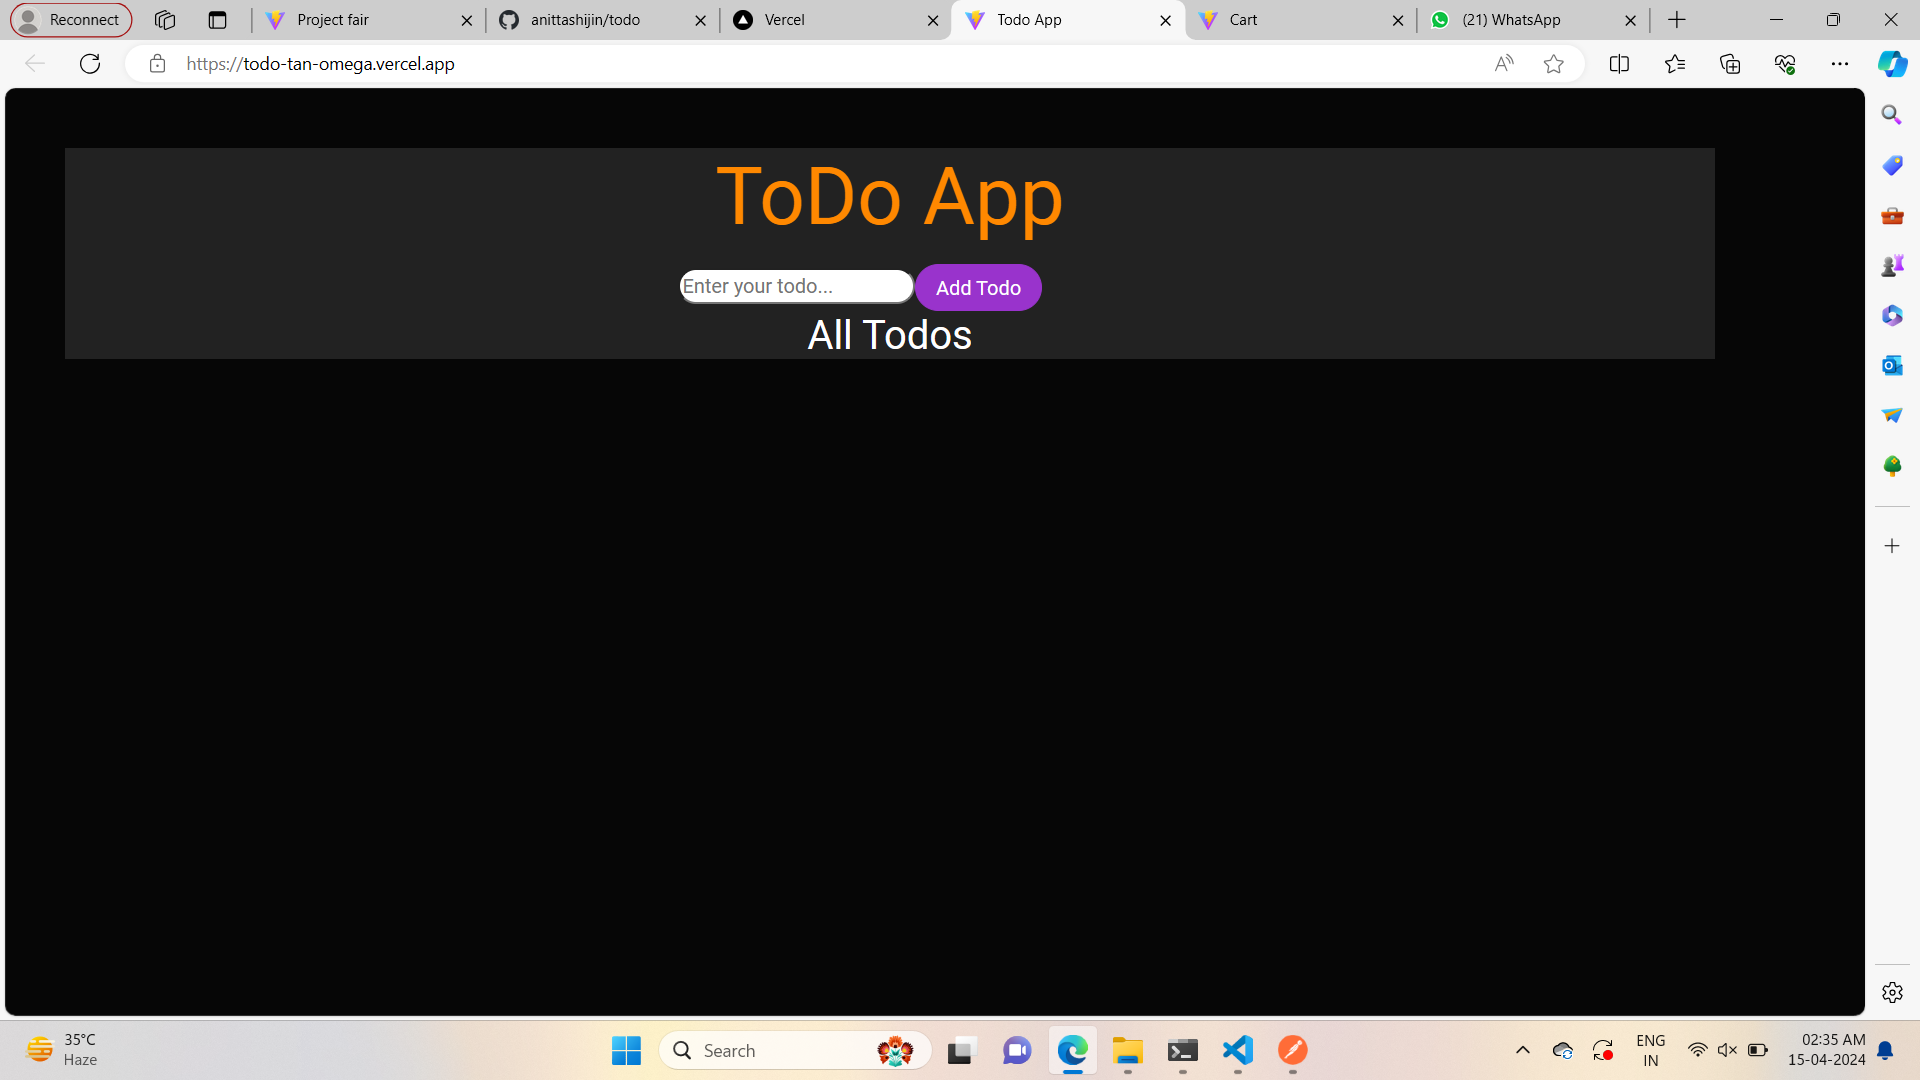 Reconnect
Project fair
anittashijin/todo
Vercel
Todo App
Cart
(21) WhatsApp
https://todo-tan-omega.vercel.app
ToDo App
Enter your todo...
Add Todo
All Todos
35°C
Haze
Search
ENG
IN
02:35 AM
15-04-2024